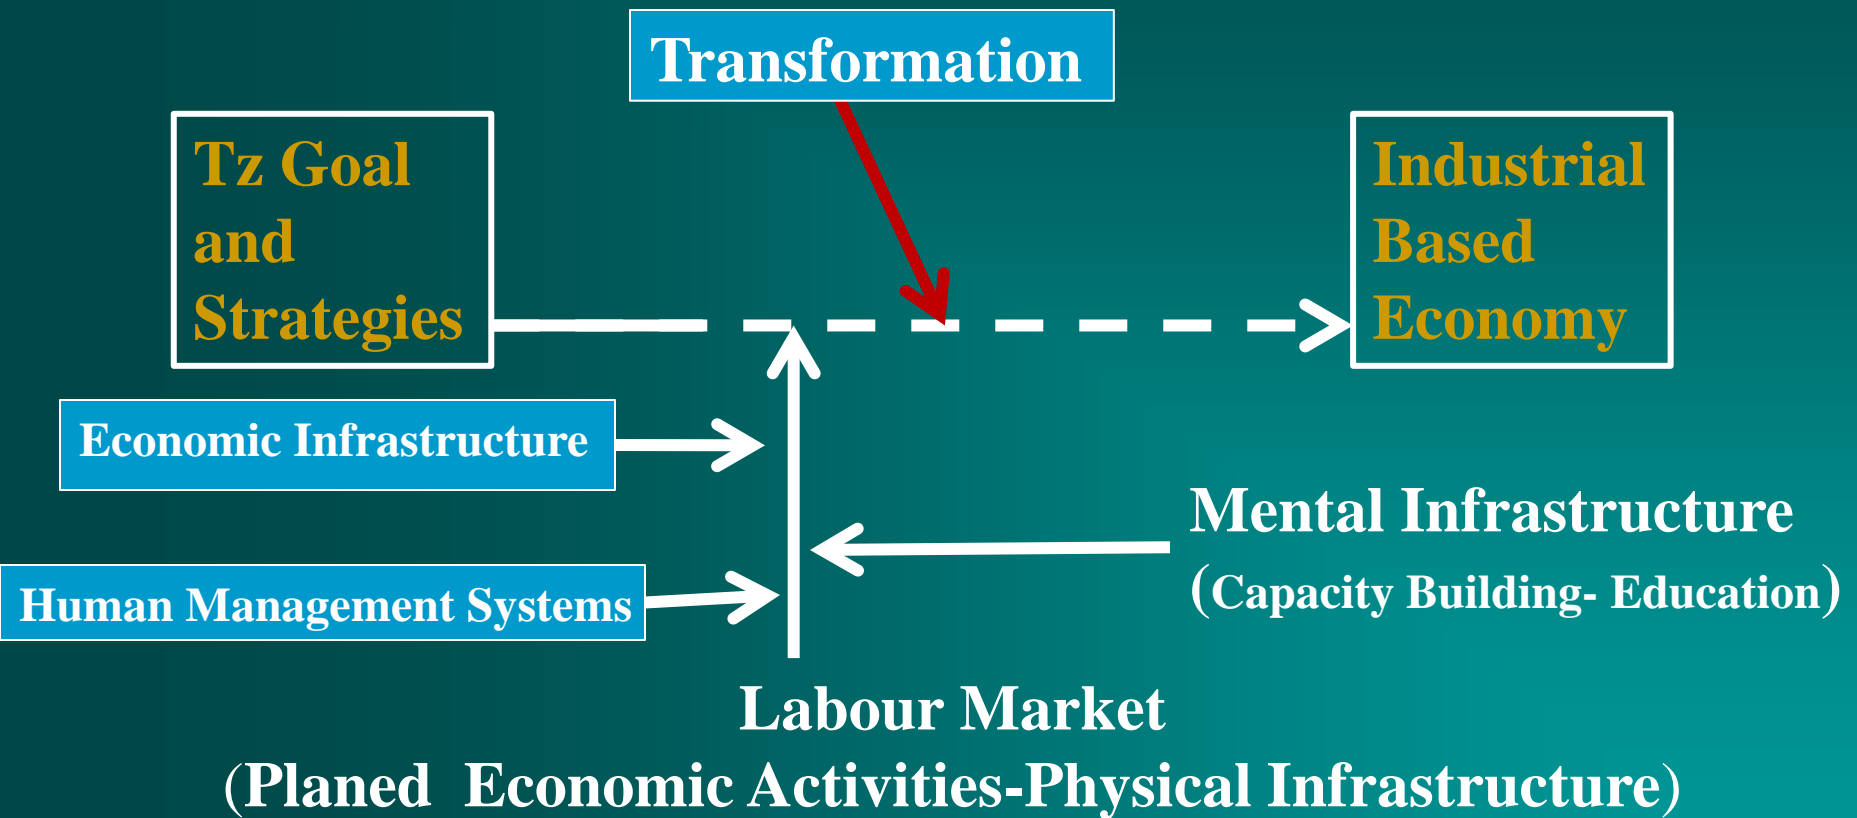 Transformation
Tz Goal
and
Strategies
Industrial
Based
Economy
Economic Infrastructure
Mental Infrastructure
(Capacity Building- Education)
Human Management Systems
Labour Market
(Planed  Economic Activities-Physical Infrastructure)